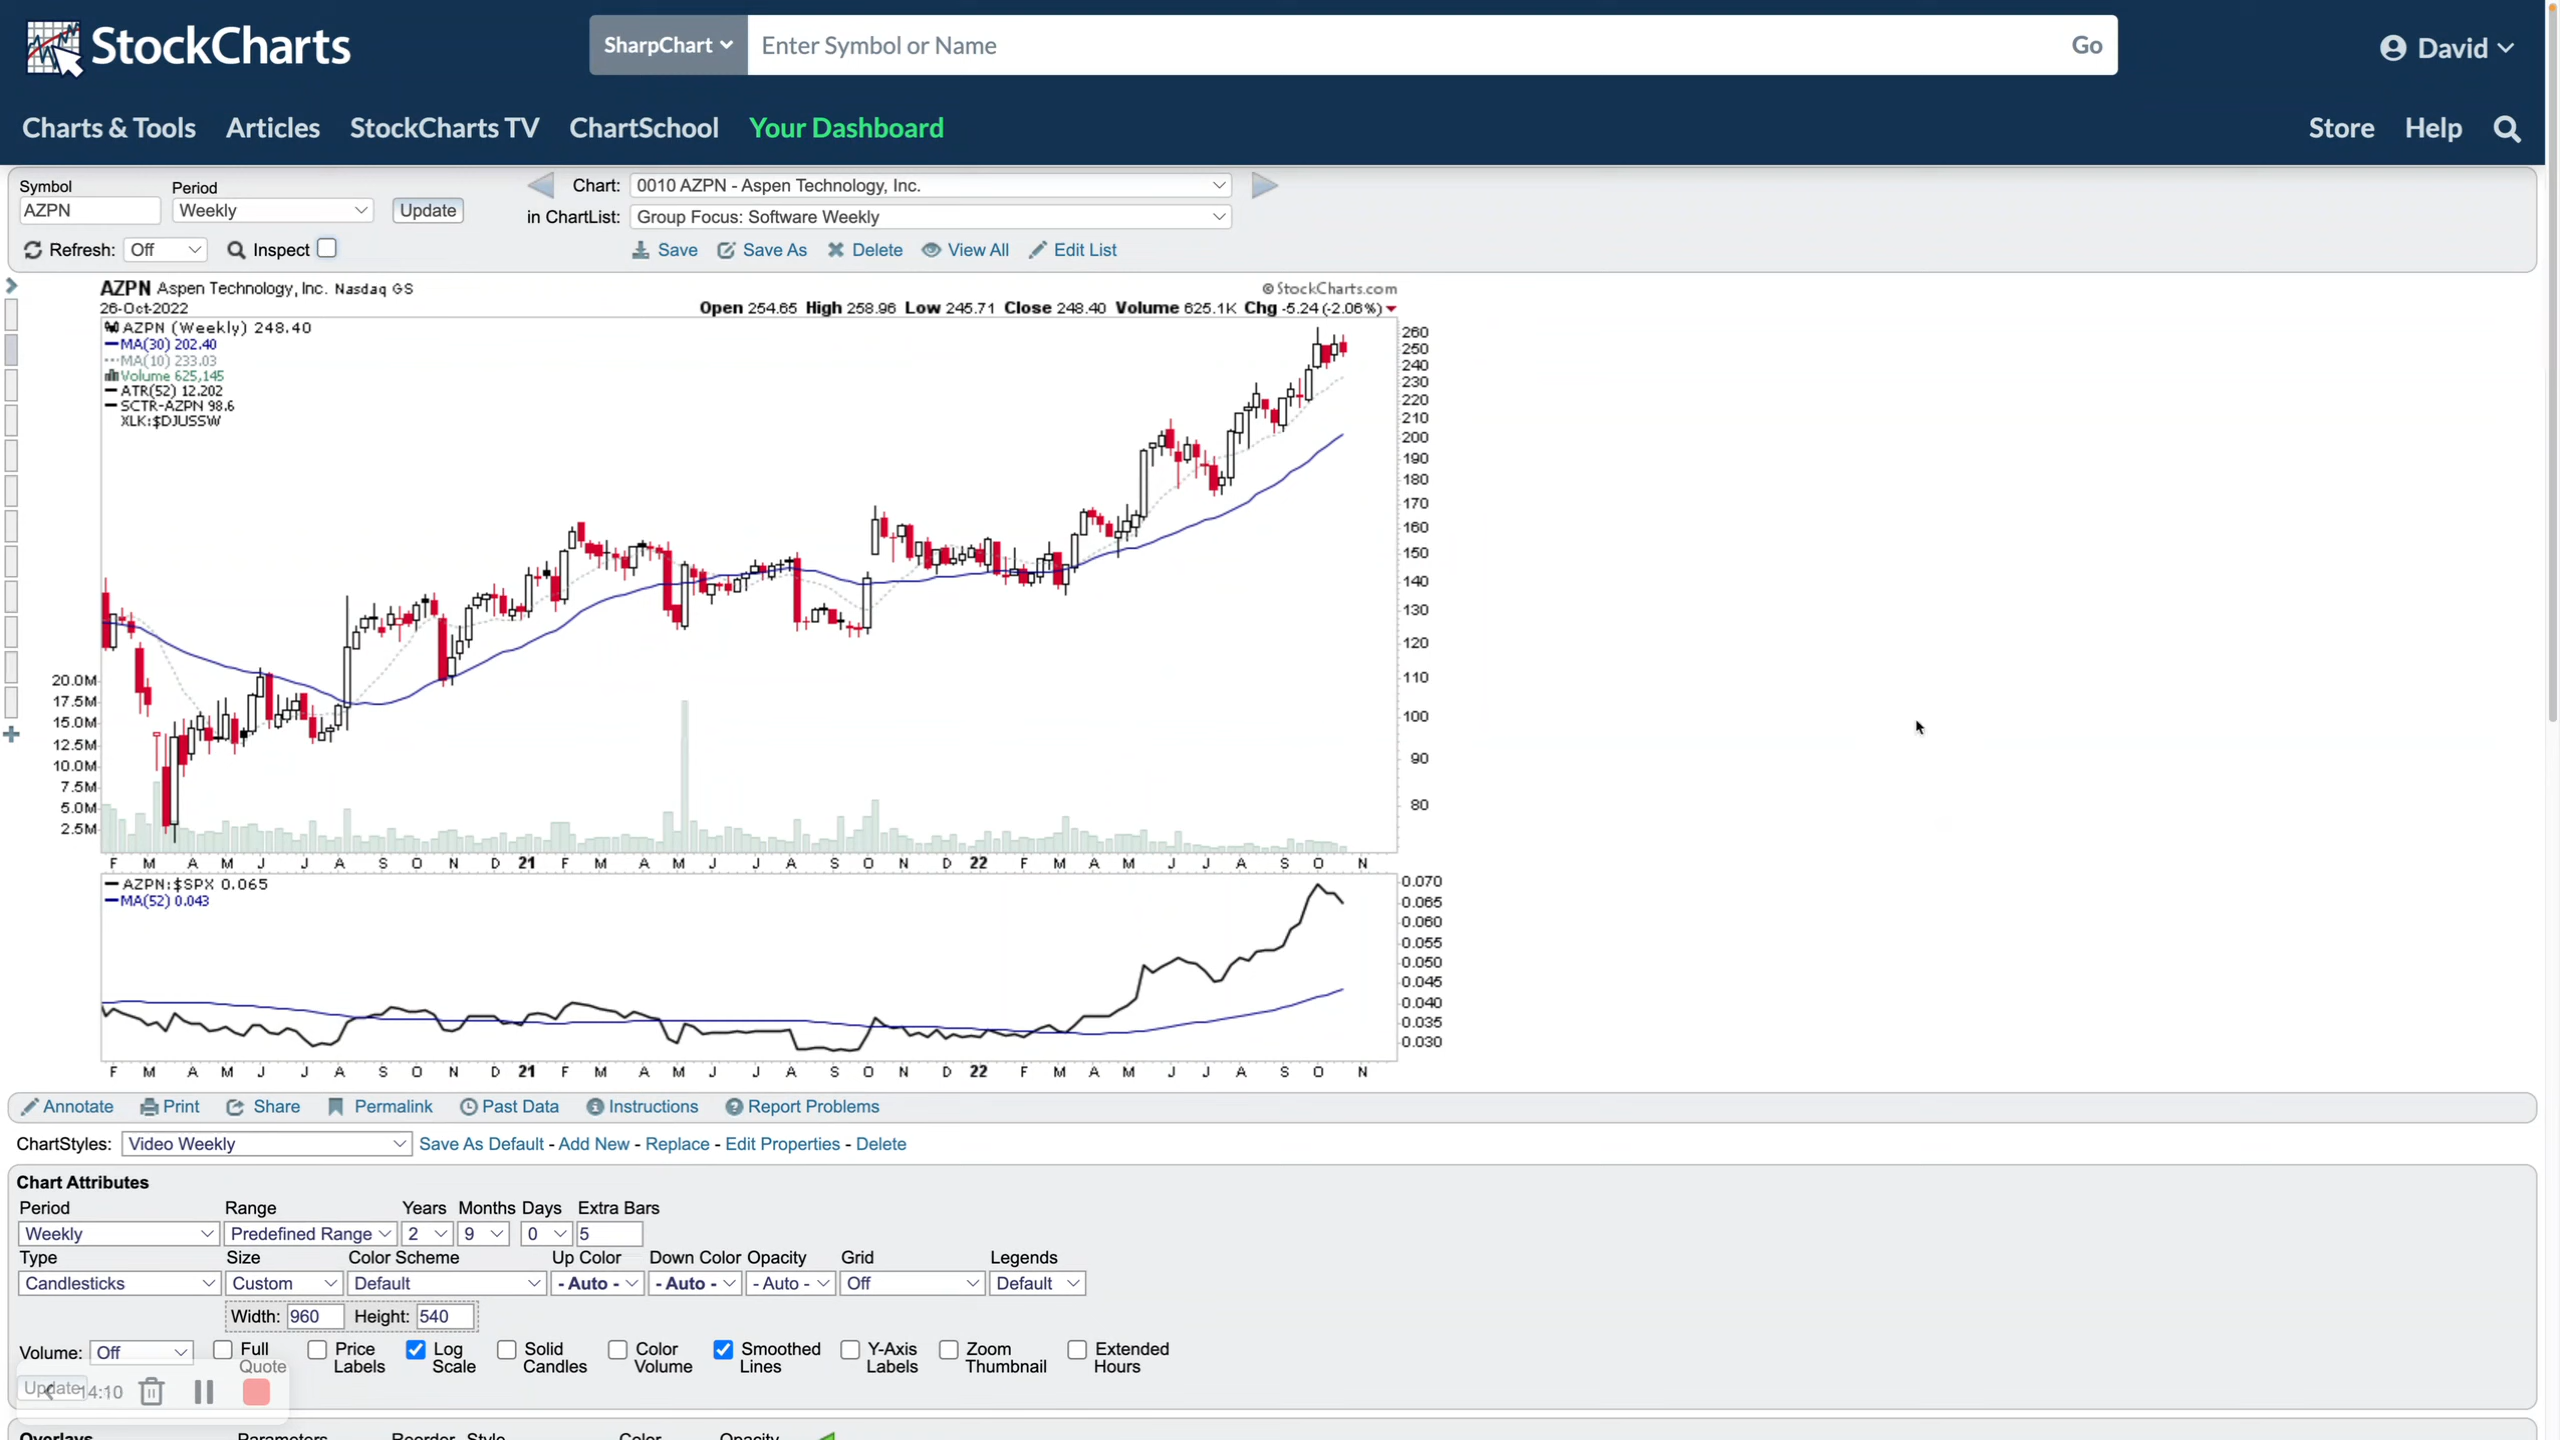 StockCharts
SharpChart
Enter Symbol or Name
Go
David
Charts & Tools
Articles
StockCharts TV
ChartSchool
Your Dashboard
Store
Help
Symbol
Period
AZPN
Weekly
Update
Refresh: Off
Inspect
Chart: 0010 AZPN - Aspen Technology, Inc.
in ChartList: Group Focus: Software Weekly
Save
Save As
Delete
View All
Edit List
AZPN Aspen Technology, Inc. Nasdaq GS
© StockCharts.com
26-Oct-2022
Open 254.65 High 258.96 Low 245.71 Close 248.40 Volume 625.1K Chg -5.24 (-2.06%)
AZPN (Weekly) 248.40
MA(30) 202.40
MA(10) 233.03
Volume 625,145
ATR(52) 12.202
SCTR-AZPN 98.6
XLK:$DJUSSW
260
250
240
230
220
210
200
190
180
170
160
150
140
130
120
110
100
90
80
20.0M
17.5M
15.0M
12.5M
10.0M
7.5M
5.0M
2.5M
F M A M J J A S O N D 21 F M A M J J A S O N D 22 F M A M J J A S O N
AZPN:$SPX 0.065
MA(52) 0.043
0.070
0.065
0.060
0.055
0.050
0.045
0.040
0.035
0.030
F M A M J J A S O N D 21 F M A M J J A S O N D 22 F M A M J J A S O N
Annotate
Print
Share
Permalink
Past Data
Instructions
Report Problems
ChartStyles: Video Weekly
Save As Default - Add New - Replace - Edit Properties - Delete
Chart Attributes
Period Range Years Months Days Extra Bars
Weekly Predefined Range 2 9 0 5
Type Size Color Scheme Up Color Down Color Opacity Grid Legends
Candlesticks Custom Default - Auto - - Auto - - Auto - Off Default
Width: 960 Height: 540
Volume: Off
Full Quote
Price Labels
Log Scale
Solid Candles
Color Volume
Smoothed Lines
Y-Axis Labels
Zoom Thumbnail
Extended Hours
Update
14:10
Overlays Parameters Reorder Style Color Opacity